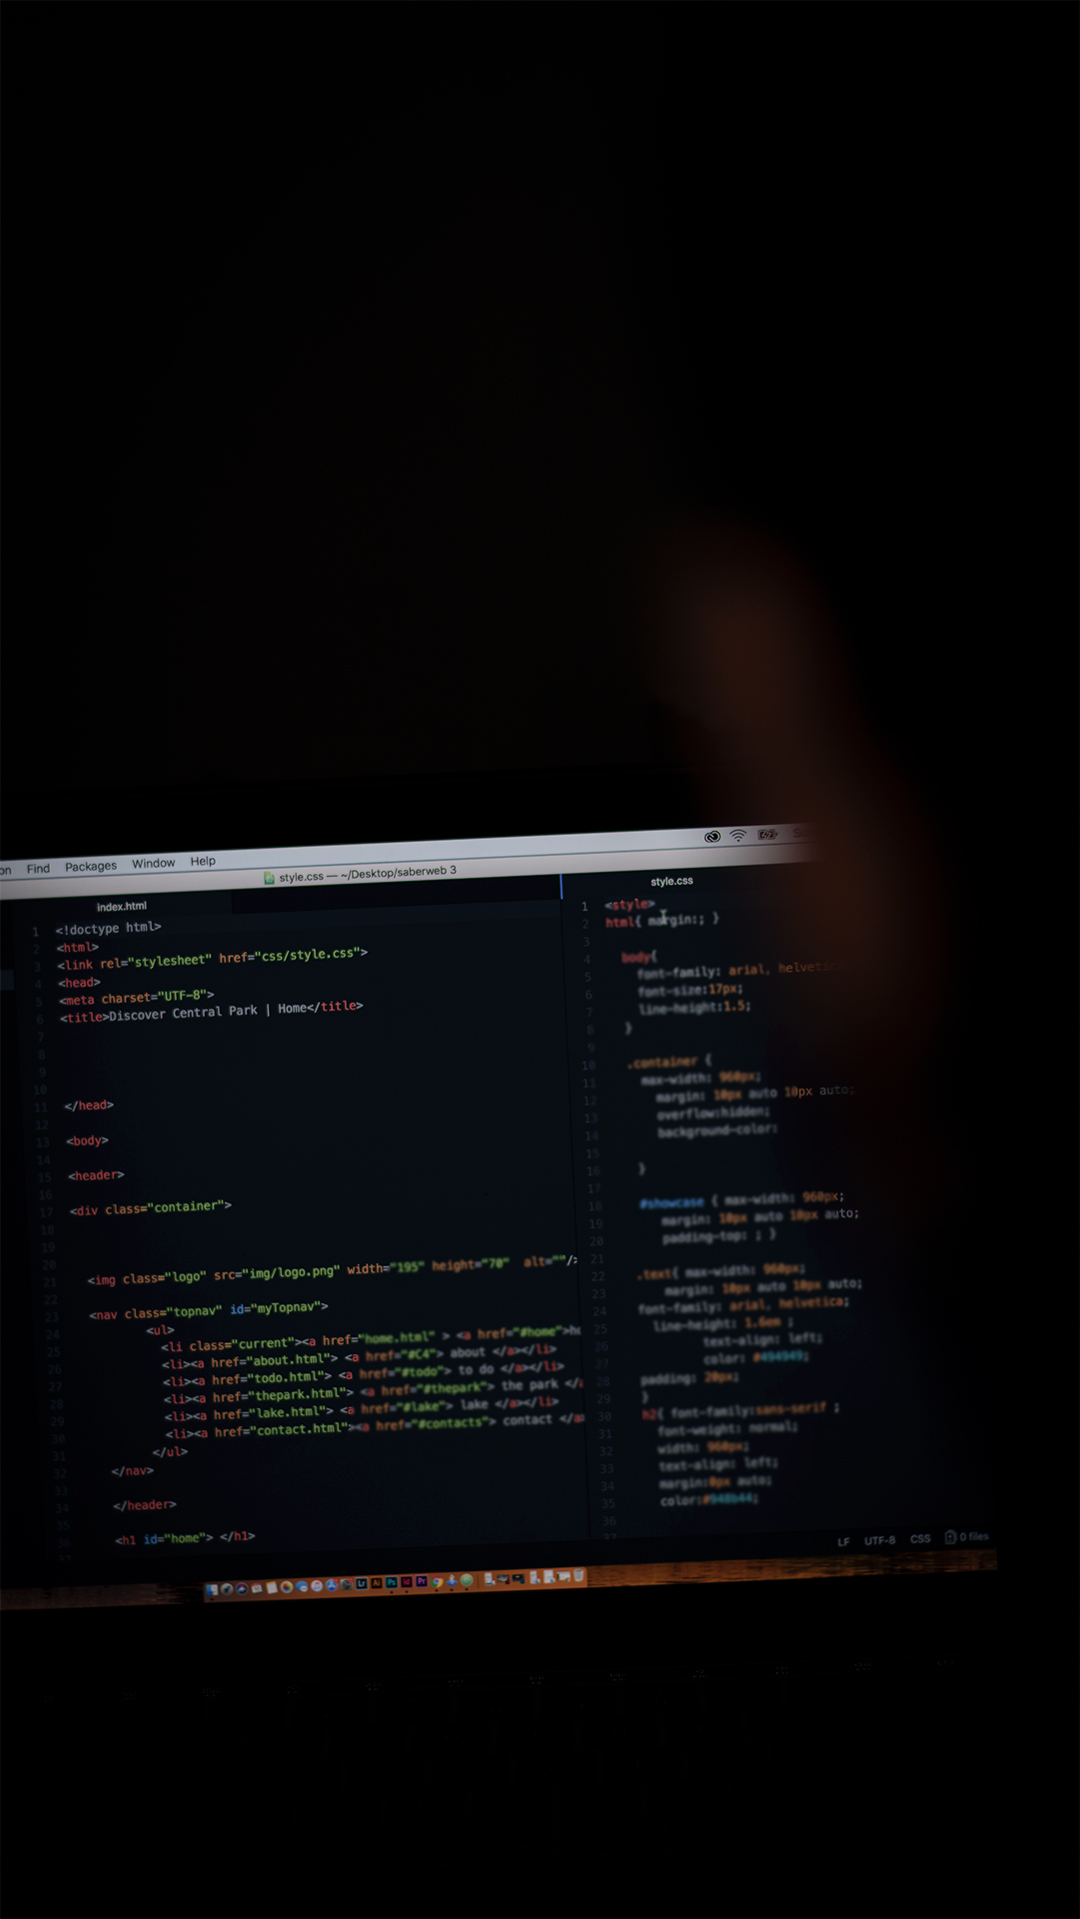 Find Packages Window Help
style.css — ~/Desktop/saberweb 3
index.html
1 <!doctype html>
2 <html>
3 <link rel="stylesheet" href="css/style.css">
4 <head>
5 <meta charset="UTF-8">
6 <title>Discover Central Park | Home</title>
7
8
9
10
11 </head>
12
13 <body>
14
15 <header>
16
17 <div class="container">
18
19
20
21 <img class="logo" src="img/logo.png" width="195" height="70" alt=""/>
22
23 <nav class="topnav" id="myTopnav">
24 <ul>
25 <li class="current"><a href="home.html" > <a href="#home">
26 <li><a href="about.html"> <a href="#C4"> about </a></li>
27 <li><a href="todo.html"> <a href="#todo"> to do </a></li>
28 <li><a href="thepark.html"> <a href="#thepark"> the park </a
29 <li><a href="lake.html"> <a href="#lake"> lake </a></li>
30 <li><a href="contact.html"><a href="#contacts"> contact </a>
31 </ul>
32 </nav>
33
34 </header>
35
36 <h1 id="home"> </h1>
style.css
1 <style>
2 html{ margin:; }
3
4 body{
5 font-family: arial, helvetica
6 font-size:17px;
7 line-height:1.5;
8 }
9
10 .container {
11 max-width: 960px;
12 margin: 10px auto 10px auto;
13 overflow:hidden;
14 background-color:
15
16 }
17
18 #showcase { max-width: 960px;
19 margin: 10px auto 10px auto;
20 padding-top: ; }
21
22 .text{ max-width: 960px;
23 margin: 10px auto 10px auto;
24 font-family: arial, helvetica;
25 line-height: 1.6em ;
26 text-align: left;
27 color: #494949;
28 padding: 20px;
29 }
30 h2{ font-family:sans-serif ;
31 font-weight: normal;
32 width: 960px;
33 text-align: left;
34 margin:0px auto;
35 color:#948b44;
36
37
LF UTF-8 CSS 0 files
Lr Ai Ps Id Pr